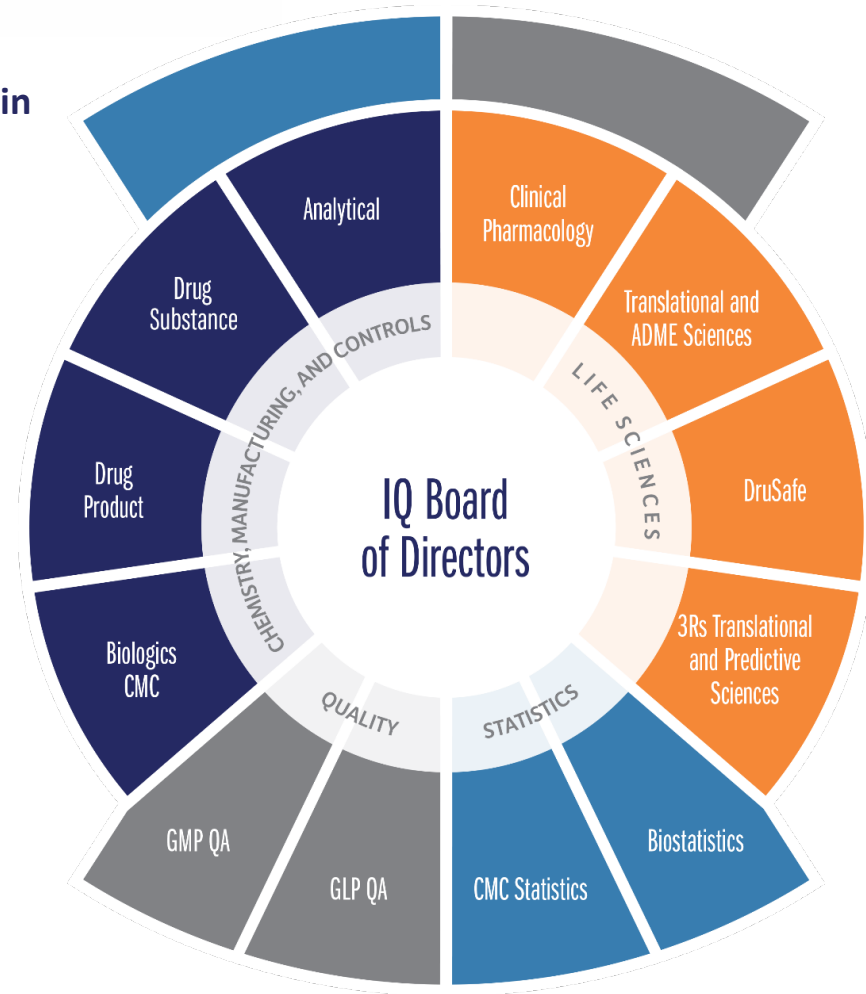 in
Analytical
Clinical
Pharmacology
Drug
Substance
Translational and
ADME Sciences
CHEMISTRY, MANUFACTURING, AND CONTROLS
LIFE SCIENCES
Drug
Product
IQ Board
of Directors
DruSafe
Biologics
CMC
3Rs Translational
and Predictive
Sciences
QUALITY
STATISTICS
GMP QA
GLP QA
CMC Statistics
Biostatistics